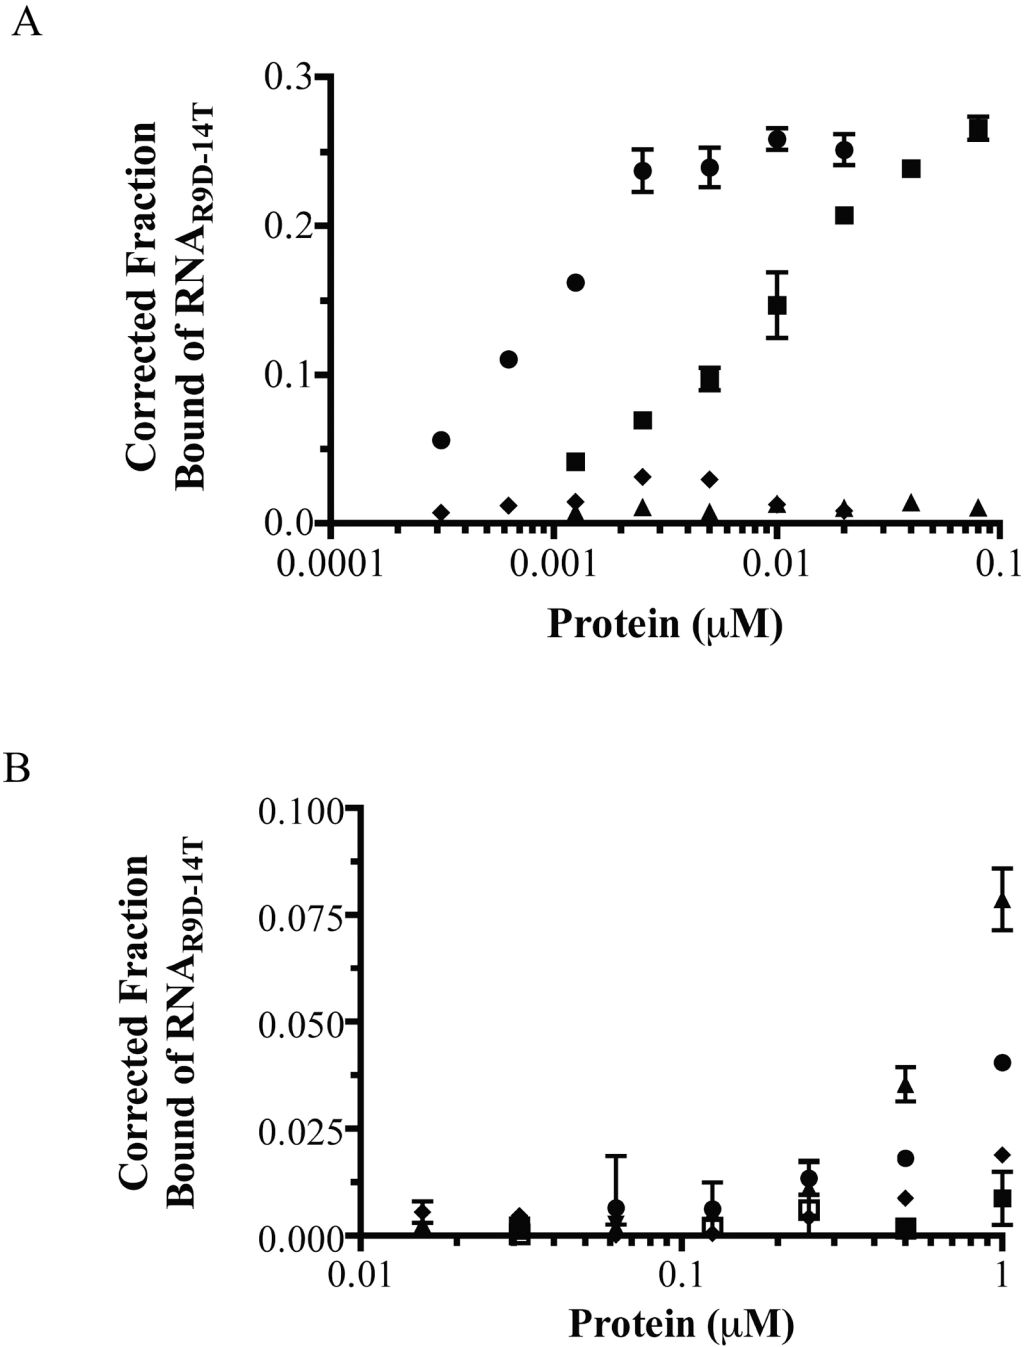 A
Corrected Fraction
Bound of RNAR9D-14T
0.3
0.2
0.1
0.0
0.0001
0.001
0.01
0.1
Protein (μM)
B
Corrected Fraction
Bound of RNAR9D-14T
0.100
0.075
0.050
0.025
0.000
0.01
0.1
1
Protein (μM)